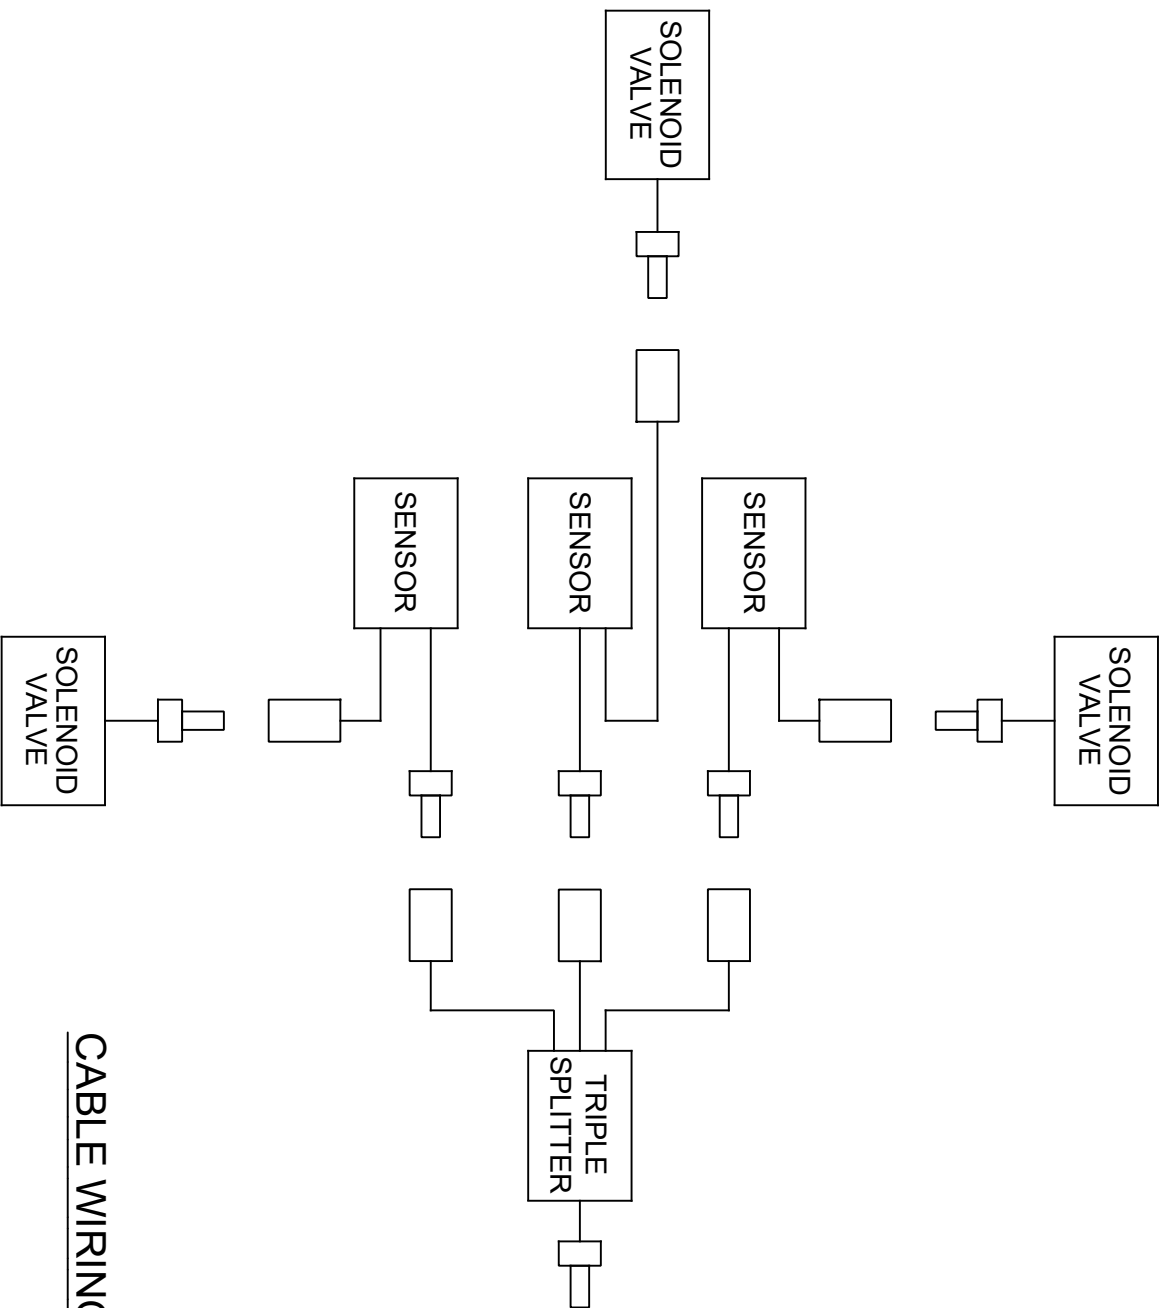 SOLENOID
VALVE
SENSOR
SOLENOID
VALVE
SENSOR
TRIPLE
SPLITTER
SENSOR
SOLENOID
VALVE
CABLE WIRING